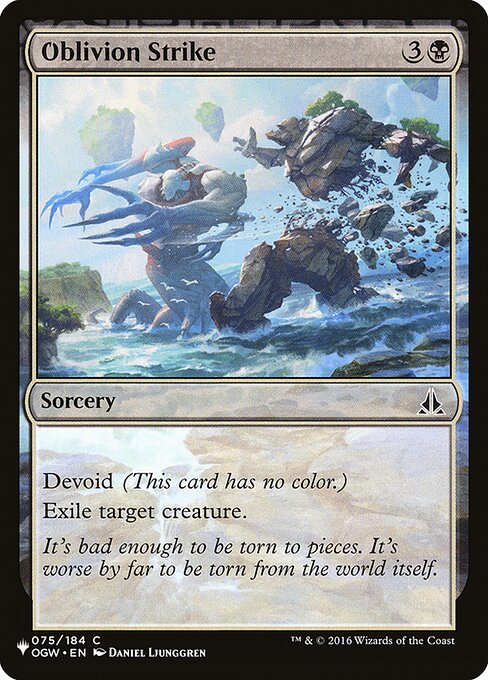 Oblivion Strike 3
Sorcery
Devoid (This card has no color.)
Exile target creature.
It's bad enough to be torn to pieces. It's
worse by far to be torn from the world itself.
075/184 C
OGW • EN Daniel Ljunggren
™ & © 2016 Wizards of the Coast